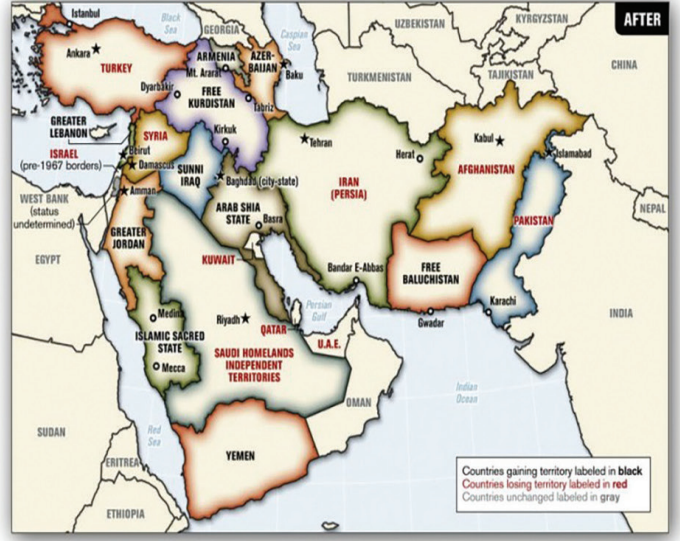 AFTER
Istanbul
Black
Sea
GEORGIA
Caspian
Sea
UZBEKISTAN
KYRGYZSTAN
Ankara
TURKEY
ARMENIA
AZER-
BAIJAN
Mt. Ararat
Baku
TURKMENISTAN
TAJIKISTAN
CHINA
Dyarbakir
FREE
KURDISTAN
Tabriz
GREATER
LEBANON
SYRIA
Kirkuk
Tehran
Kabul
Herat
Islamabad
ISRAEL
(pre-1967 borders)
Beirut
Damascus
SUNNI
IRAQ
Baghdad (city-state)
IRAN
(PERSIA)
AFGHANISTAN
WEST BANK
(status
undetermined)
Amman
ARAB SHIA
STATE
Basra
PAKISTAN
NEPAL
GREATER
JORDAN
EGYPT
KUWAIT
Bandar E-Abbas
FREE
BALUCHISTAN
Karachi
Persian
Gulf
Gwadar
INDIA
Medina
ISLAMIC SACRED
STATE
Mecca
Riyadh
QATAR
U.A.E.
SAUDI HOMELANDS
INDEPENDENT
TERRITORIES
OMAN
Indian
Ocean
SUDAN
Red
Sea
ERITREA
YEMEN
ETHIOPIA
Countries gaining territory labeled in black
Countries losing territory labeled in red
Countries unchanged labeled in gray